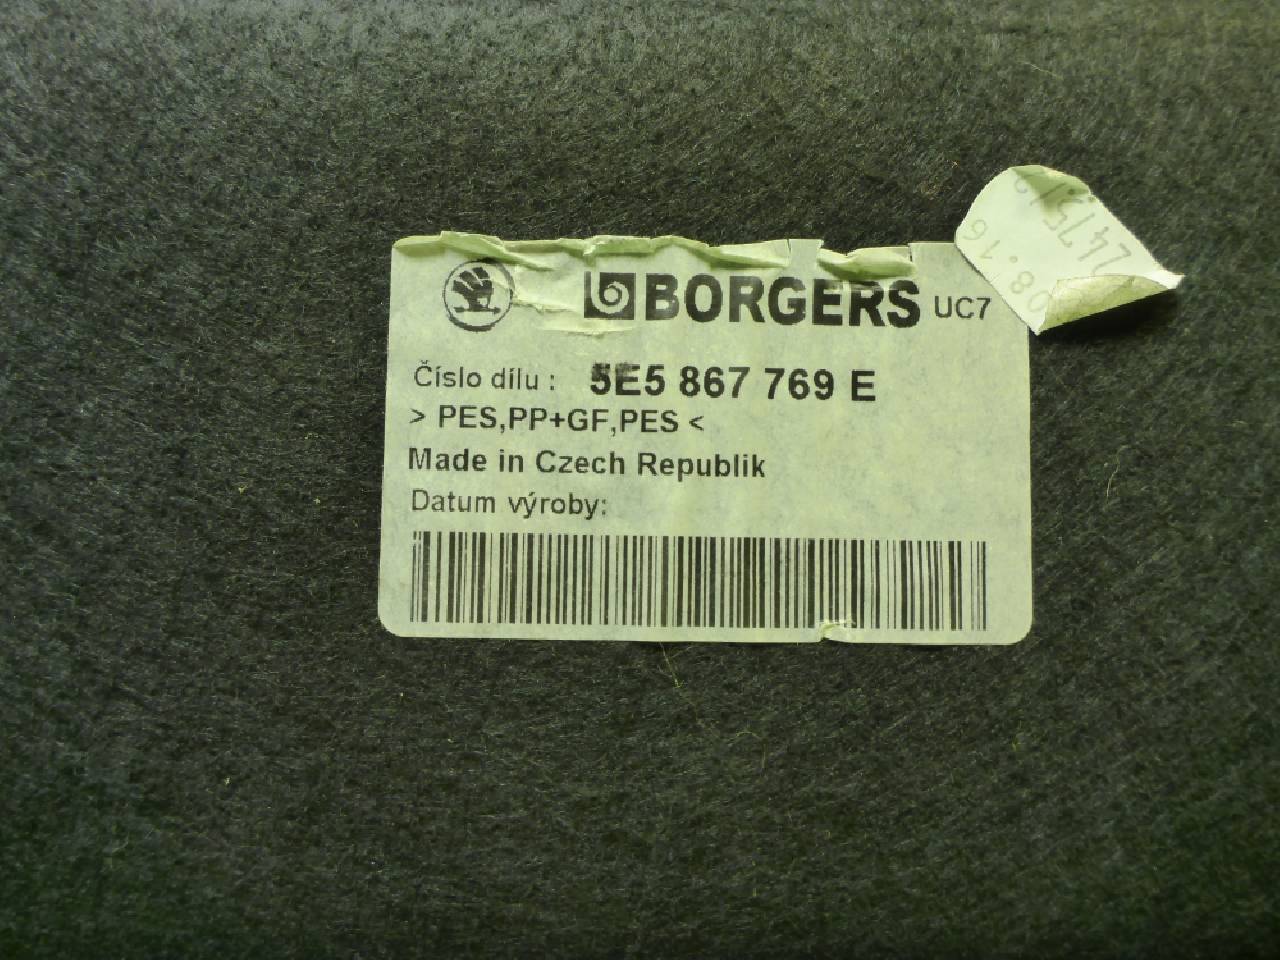 BORGERS UC7
Číslo dílu : 5E5 867 769 E
> PES,PP+GF,PES <
Made in Czech Republik
Datum výroby: